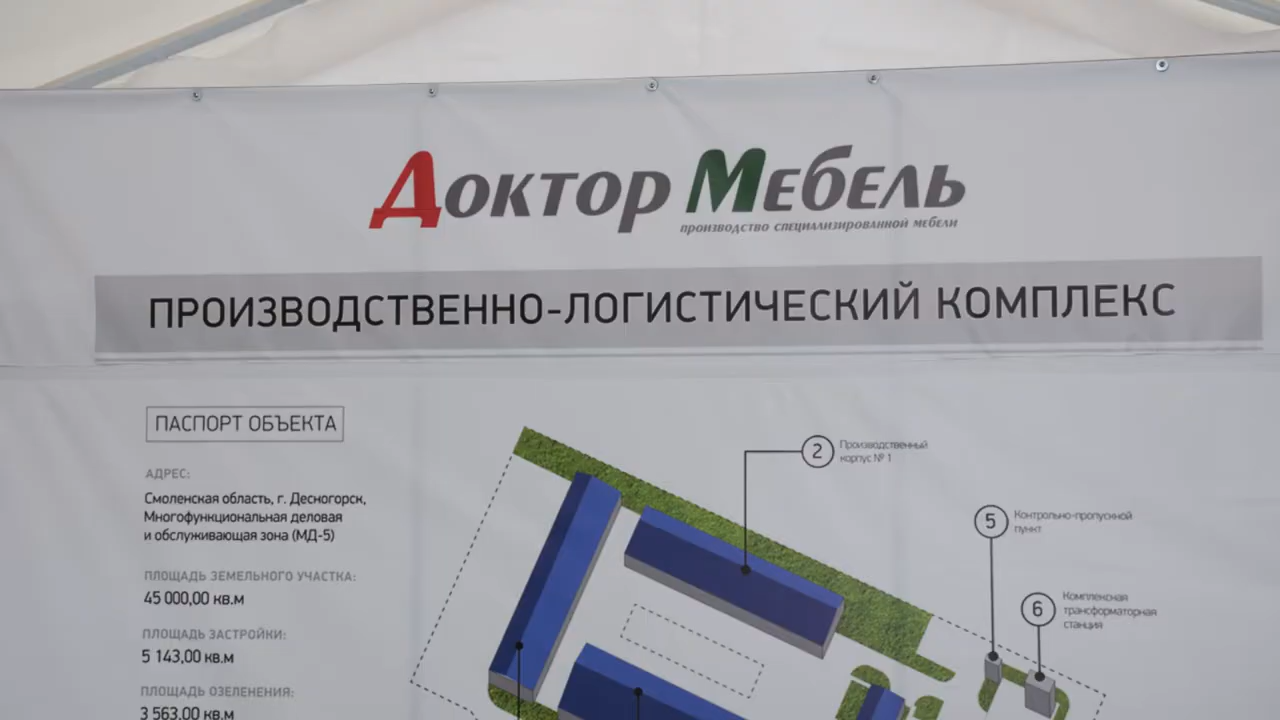 Доктор Мебель
производство специализированной мебели
ПРОИЗВОДСТВЕННО-ЛОГИСТИЧЕСКИЙ КОМПЛЕКС
ПАСПОРТ ОБЪЕКТА
АДРЕС:
Смоленская область, г. Десногорск,
Многофункциональная деловая
и обслуживающая зона (МД-5)
ПЛОЩАДЬ ЗЕМЕЛЬНОГО УЧАСТКА:
45 000,00 кв.м
ПЛОЩАДЬ ЗАСТРОЙКИ:
5 143,00 кв.м
ПЛОЩАДЬ ОЗЕЛЕНЕНИЯ:
3 563,00 кв.м
2
Производственный
корпус № 1
5
Контрольно-пропускной
пункт
6
Комплексная
трансформаторная
станция